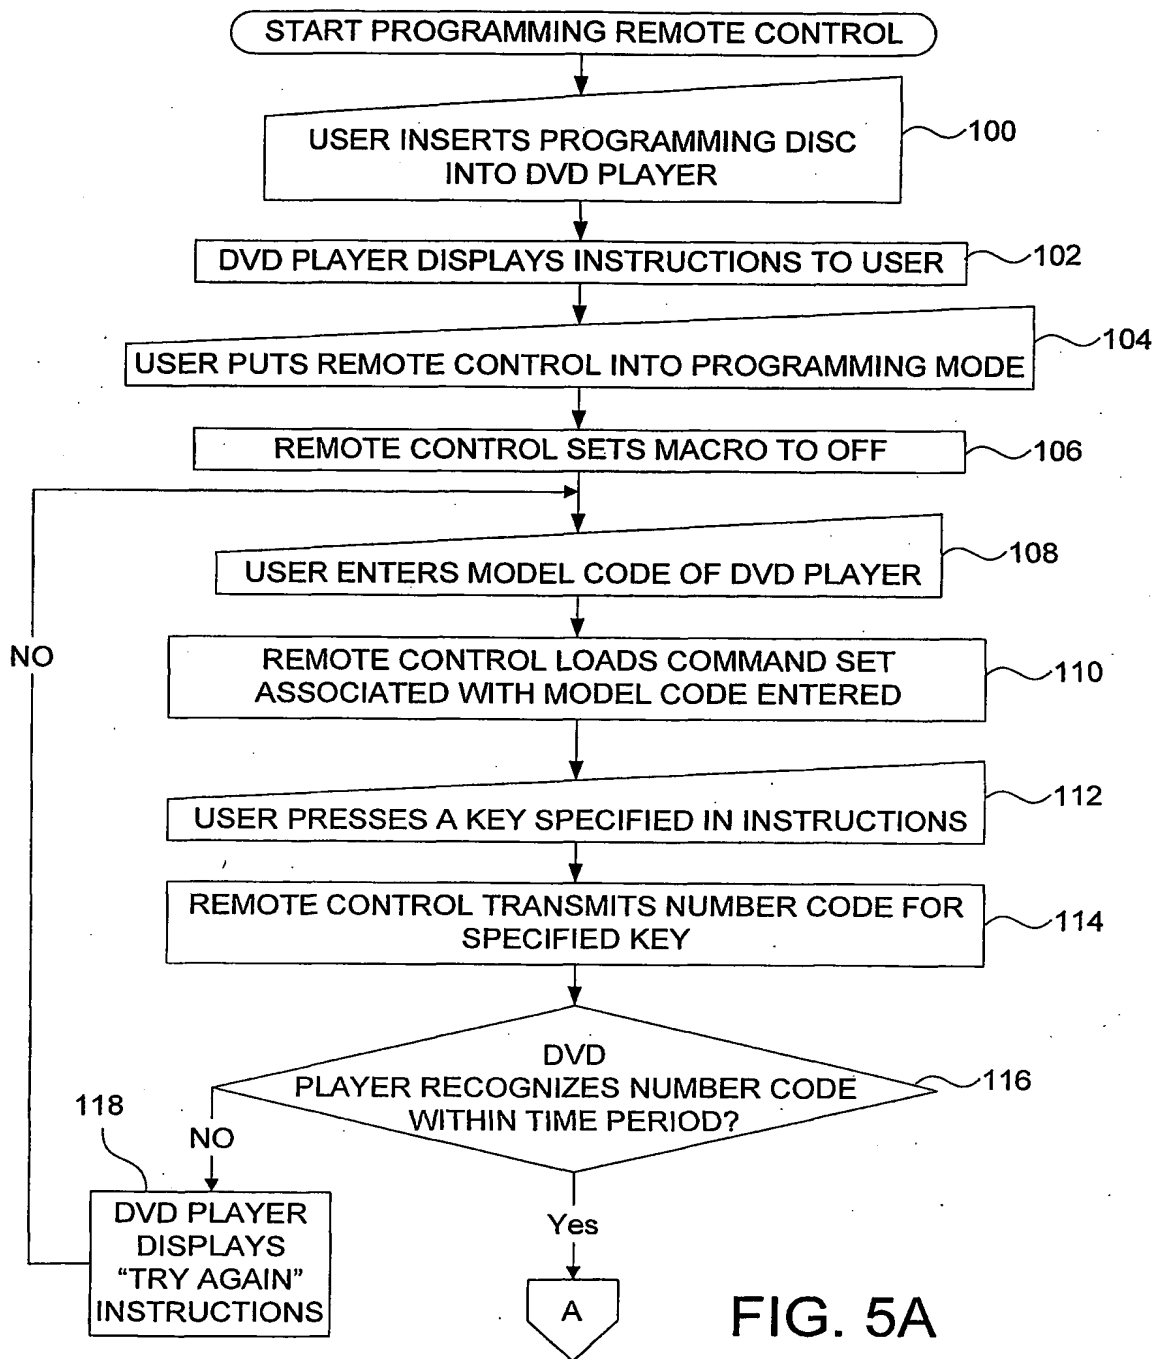 START PROGRAMMING REMOTE CONTROL
USER INSERTS PROGRAMMING DISC
INTO DVD PLAYER
100
DVD PLAYER DISPLAYS INSTRUCTIONS TO USER
102
USER PUTS REMOTE CONTROL INTO PROGRAMMING MODE
104
REMOTE CONTROL SETS MACRO TO OFF
106
USER ENTERS MODEL CODE OF DVD PLAYER
108
NO
REMOTE CONTROL LOADS COMMAND SET
ASSOCIATED WITH MODEL CODE ENTERED
110
USER PRESSES A KEY SPECIFIED IN INSTRUCTIONS
112
REMOTE CONTROL TRANSMITS NUMBER CODE FOR
SPECIFIED KEY
114
DVD
PLAYER RECOGNIZES NUMBER CODE
WITHIN TIME PERIOD?
116
118
NO
DVD PLAYER
DISPLAYS
“TRY AGAIN”
INSTRUCTIONS
Yes
A
FIG. 5A